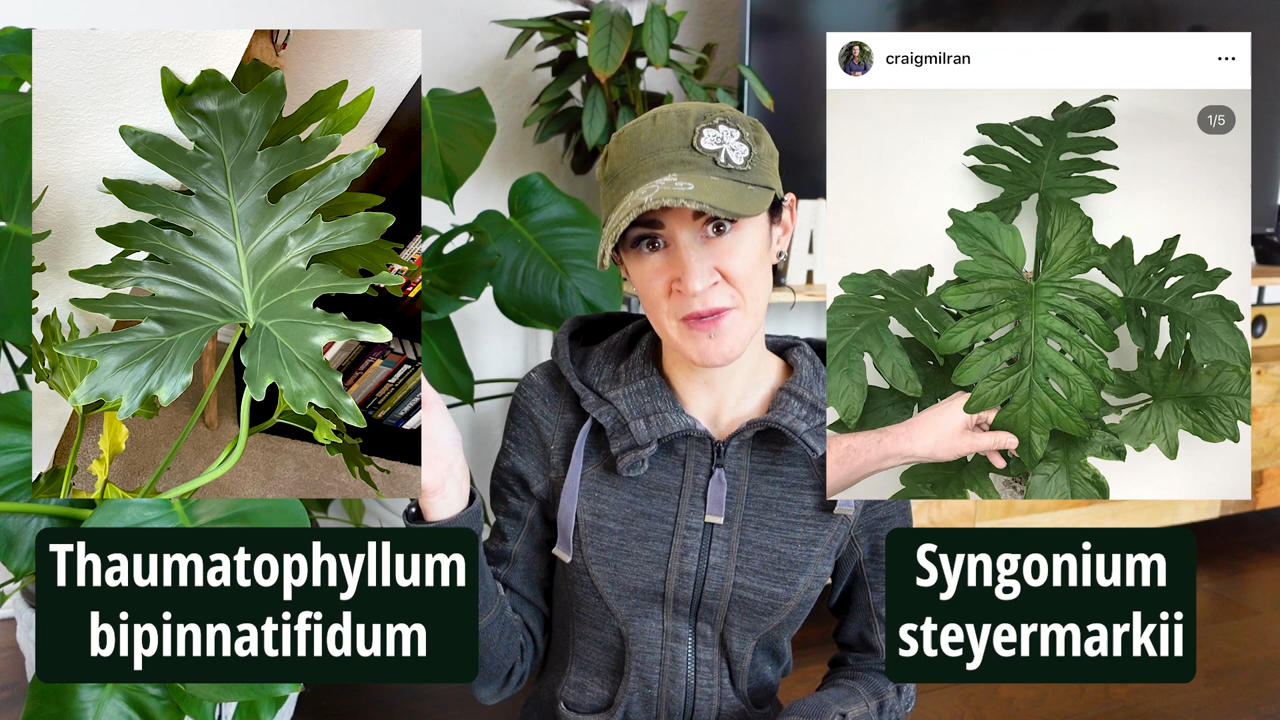 craigmilran
1/5
Thaumatophyllum
bipinnatifidum
Syngonium
steyermarkii